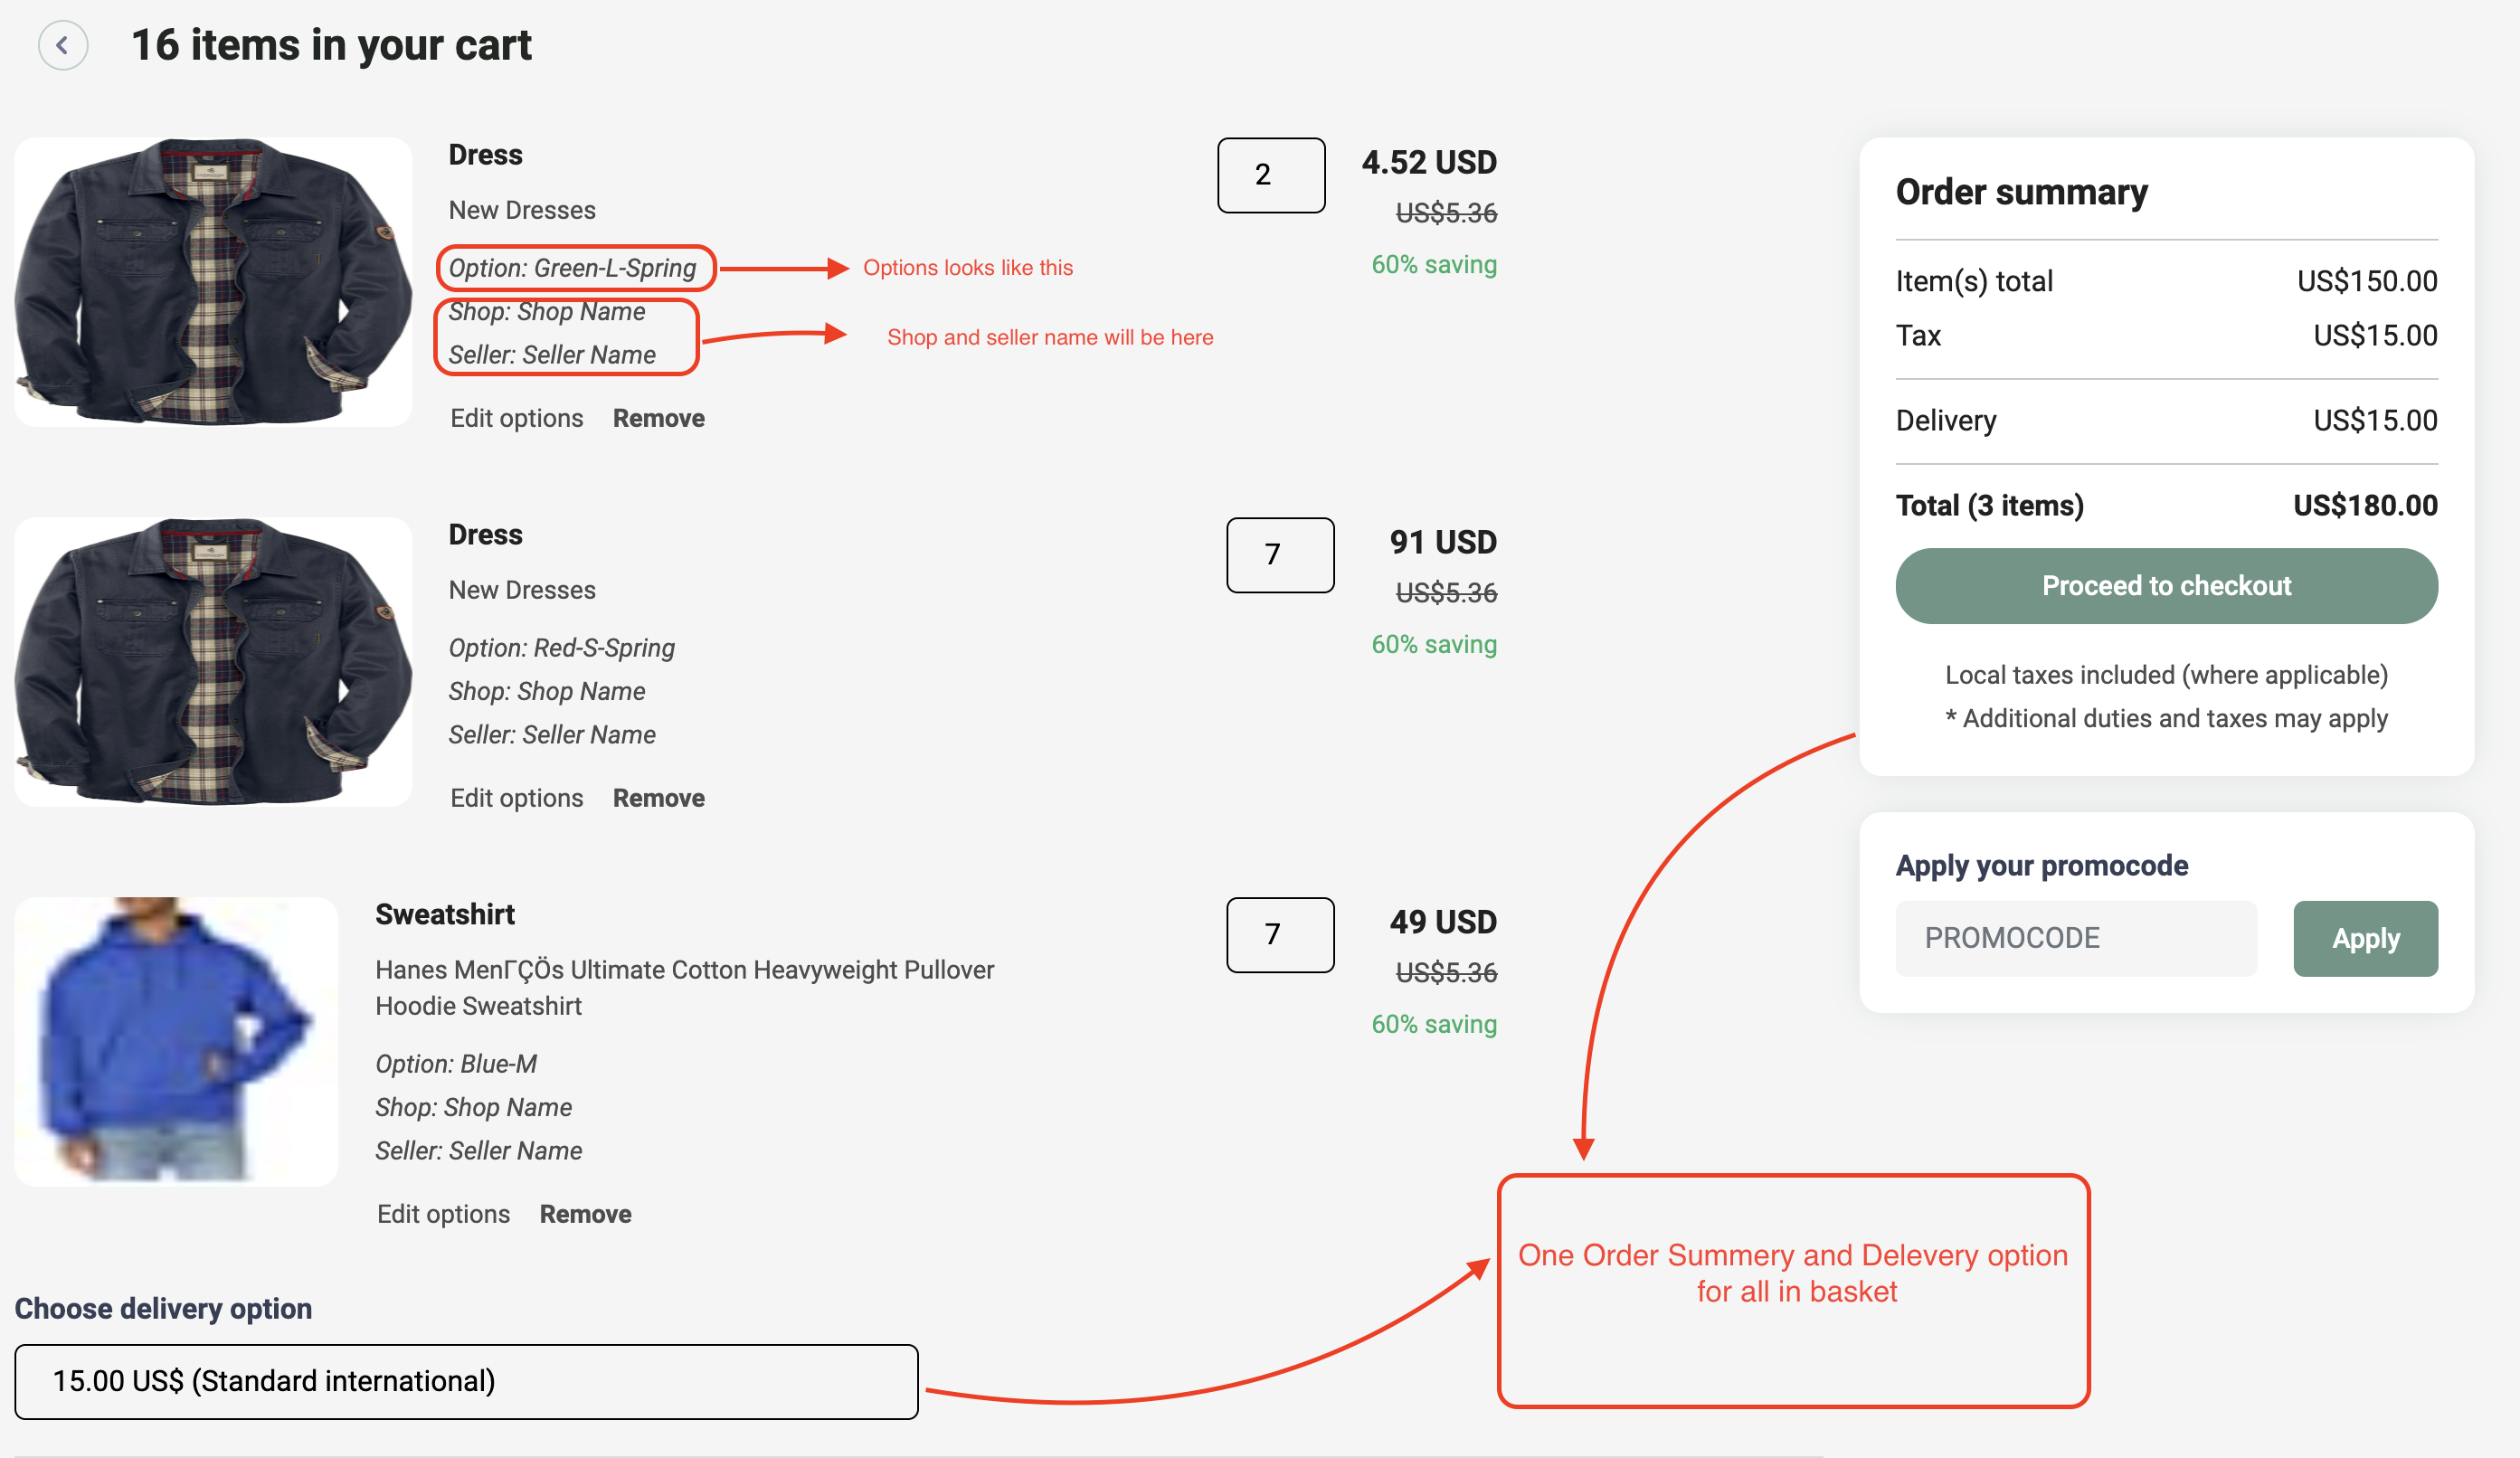 16 items in your cart
Dress
New Dresses
Option: Green-L-Spring
Options looks like this
Shop: Shop Name
Seller: Seller Name
Shop and seller name will be here
Edit options Remove
2
4.52 USD
US$5.36
60% saving
Dress
New Dresses
Option: Red-S-Spring
Shop: Shop Name
Seller: Seller Name
Edit options Remove
7
91 USD
US$5.36
60% saving
Sweatshirt
Hanes MenΓÇÖs Ultimate Cotton Heavyweight Pullover
Hoodie Sweatshirt
Option: Blue-M
Shop: Shop Name
Seller: Seller Name
Edit options Remove
7
49 USD
US$5.36
60% saving
Choose delivery option
15.00 US$ (Standard international)
Order summary
Item(s) total US$150.00
Tax US$15.00
Delivery US$15.00
Total (3 items) US$180.00
Proceed to checkout
Local taxes included (where applicable)
* Additional duties and taxes may apply
Apply your promocode
PROMOCODE Apply
One Order Summery and Delevery option
for all in basket